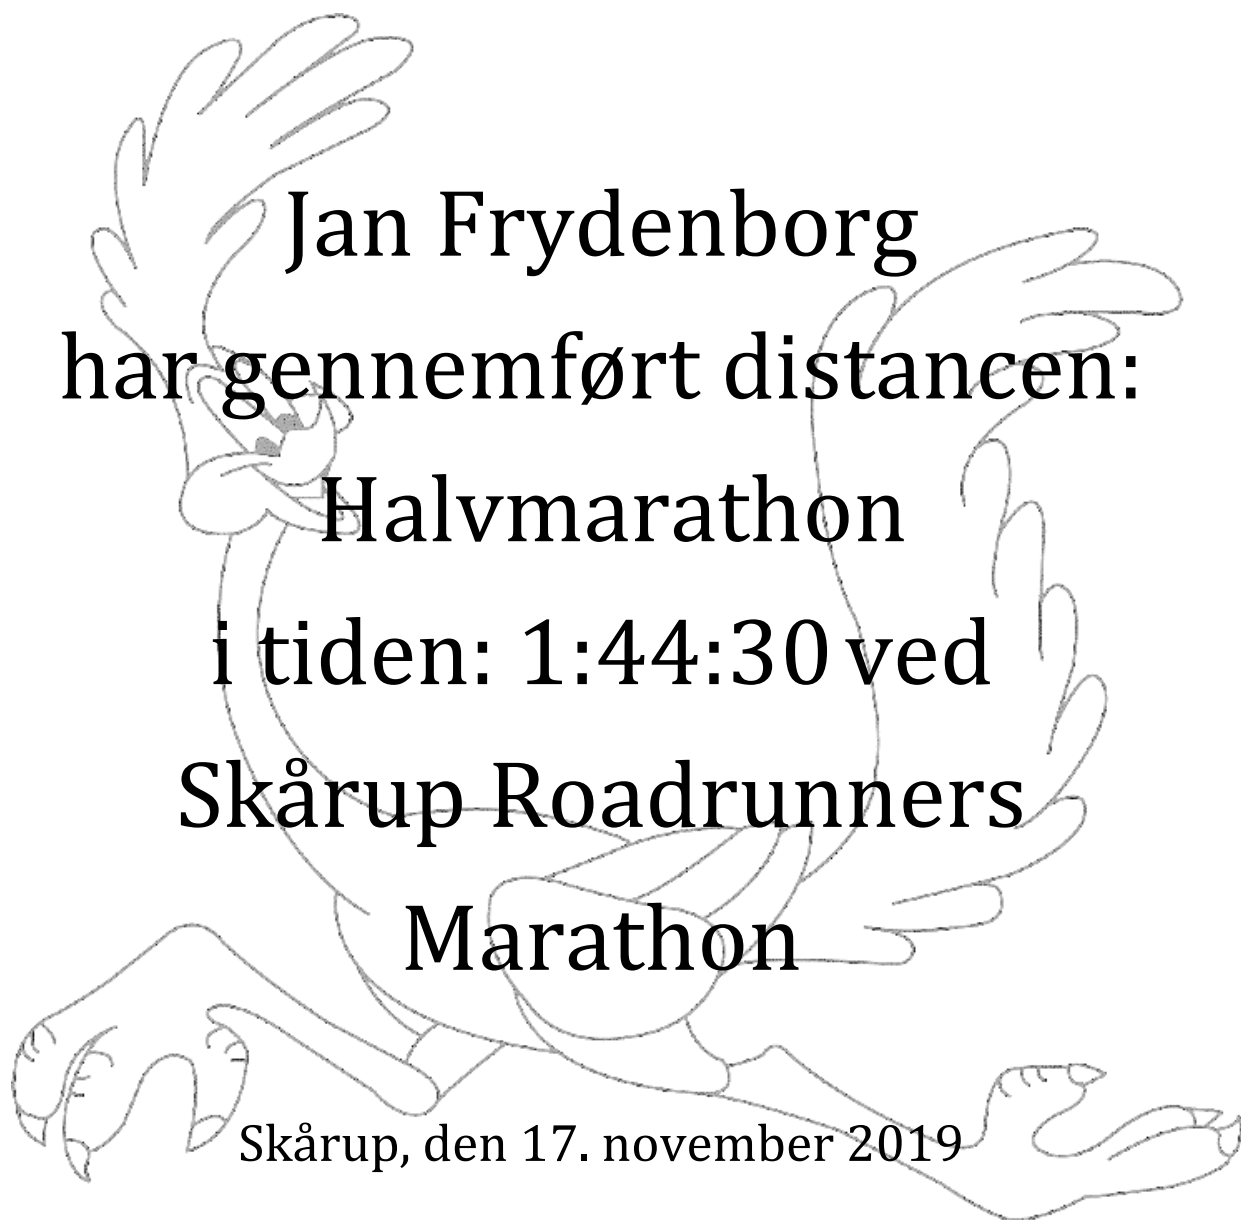 Jan Frydenborg
har gennemført distancen:
Halvmarathon
i tiden: 1:44:30 ved
Skårup Roadrunners
Marathon
Skårup, den 17. november 2019